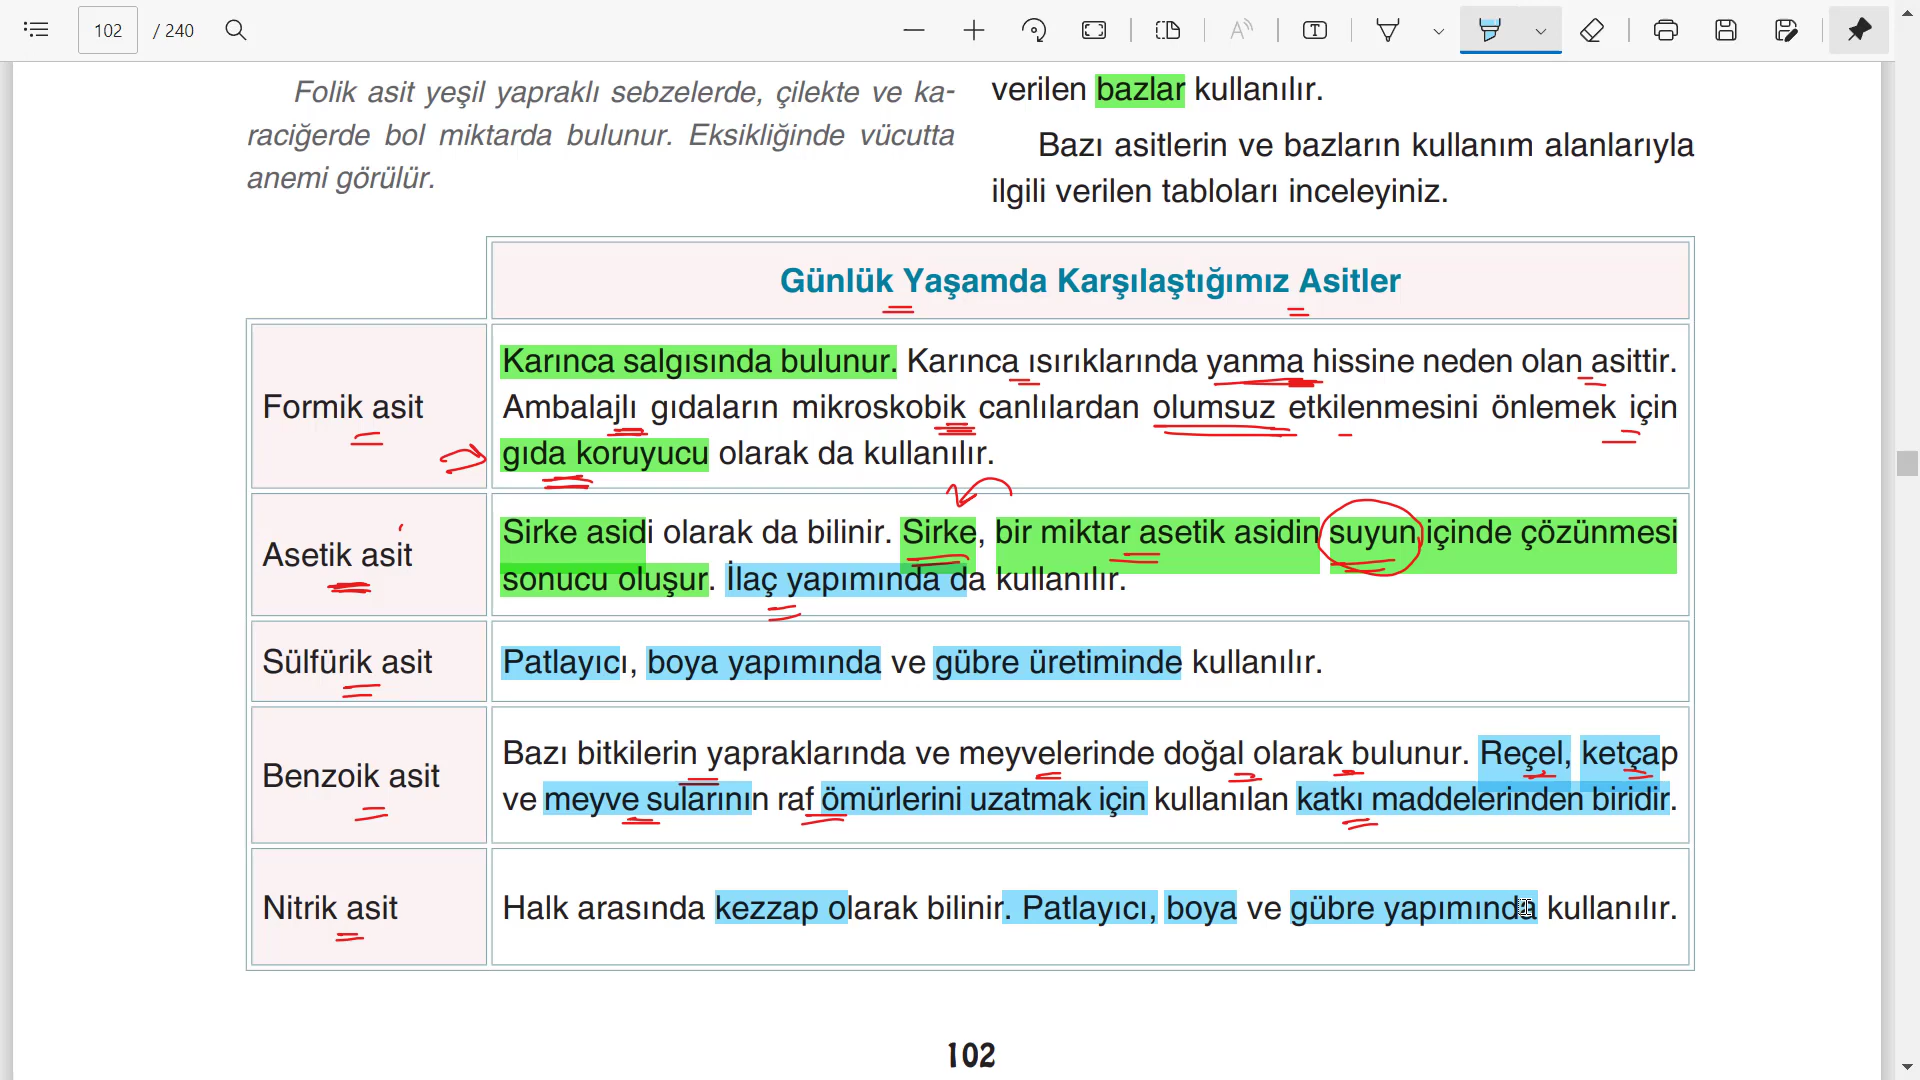 102 / 240
Folik asit yeşil yapraklı sebzelerde, çilekte ve ka-
raciğerde bol miktarda bulunur. Eksikliğinde vücutta
anemi görülür.
verilen bazlar kullanılır.
Bazı asitlerin ve bazların kullanım alanlarıyla
ilgili verilen tabloları inceleyiniz.
Günlük Yaşamda Karşılaştığımız Asitler
Formik asit
Karınca salgısında bulunur. Karınca ısırıklarında yanma hissine neden olan asittir.
Ambalajlı gıdaların mikroskobik canlılardan olumsuz etkilenmesini önlemek için
gıda koruyucu olarak da kullanılır.
Asetik asit
Sirke asidi olarak da bilinir. Sirke, bir miktar asetik asidin suyun içinde çözünmesi
sonucu oluşur. İlaç yapımında da kullanılır.
Sülfürik asit
Patlayıcı, boya yapımında ve gübre üretiminde kullanılır.
Benzoik asit
Bazı bitkilerin yapraklarında ve meyvelerinde doğal olarak bulunur. Reçel, ketçap
ve meyve sularının raf ömürlerini uzatmak için kullanılan katkı maddelerinden biridir.
Nitrik asit
Halk arasında kezzap olarak bilinir. Patlayıcı, boya ve gübre yapımında kullanılır.
102